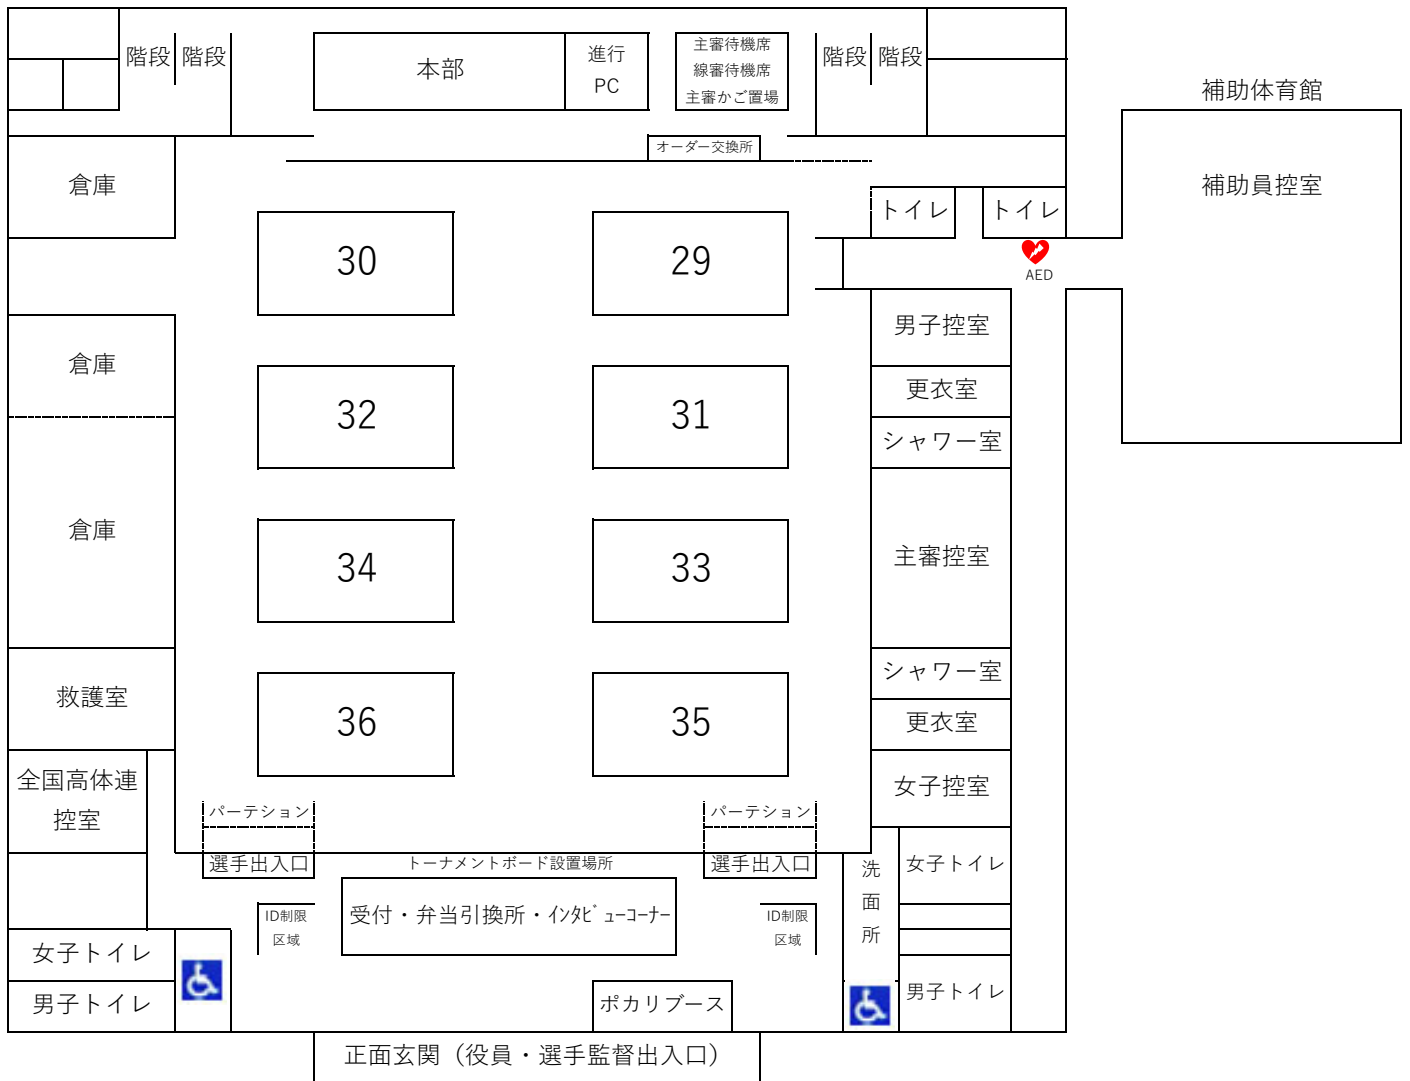 階段
階段
本部
進行
PC
主審待機席
線審待機席
主審かご置場
階段
階段
補助体育館
オーダー交換所
倉庫
補助員控室
トイレ
トイレ
30
29
AED
男子控室
倉庫
更衣室
32
31
シャワー室
倉庫
34
33
主審控室
シャワー室
救護室
36
35
更衣室
全国高体連
控室
女子控室
パーテション
パーテション
選手出入口
トーナメントボード設置場所
選手出入口
洗
面
所
女子トイレ
ID制限
区域
受付・弁当引換所・インタビューコーナー
ID制限
区域
女子トイレ
男子トイレ
ポカリブース
男子トイレ
正面玄関（役員・選手監督出入口）